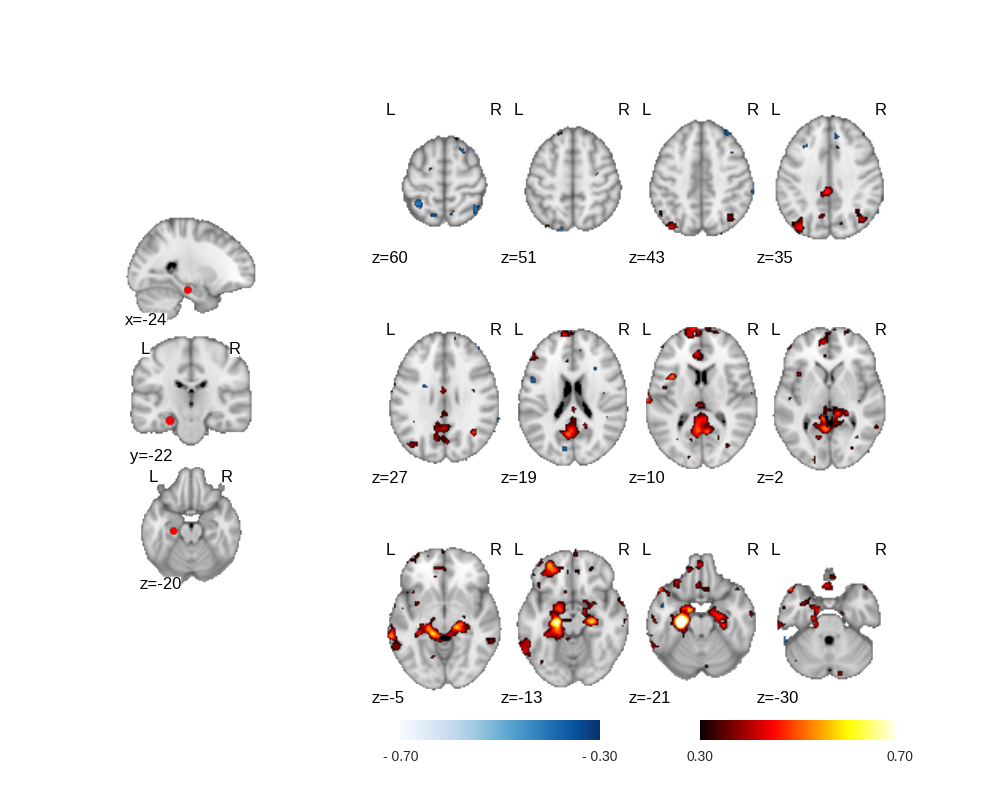 L R L R L R L R
z=60 z=51 z=43 z=35
x=-24
L R L R L R L R
L R
z=27 z=19 z=10 z=2
y=-22
L R
z=-20
L R L R L R L R
z=-5 z=-13 z=-21 z=-30
- 0.70 - 0.30 0.30 0.70